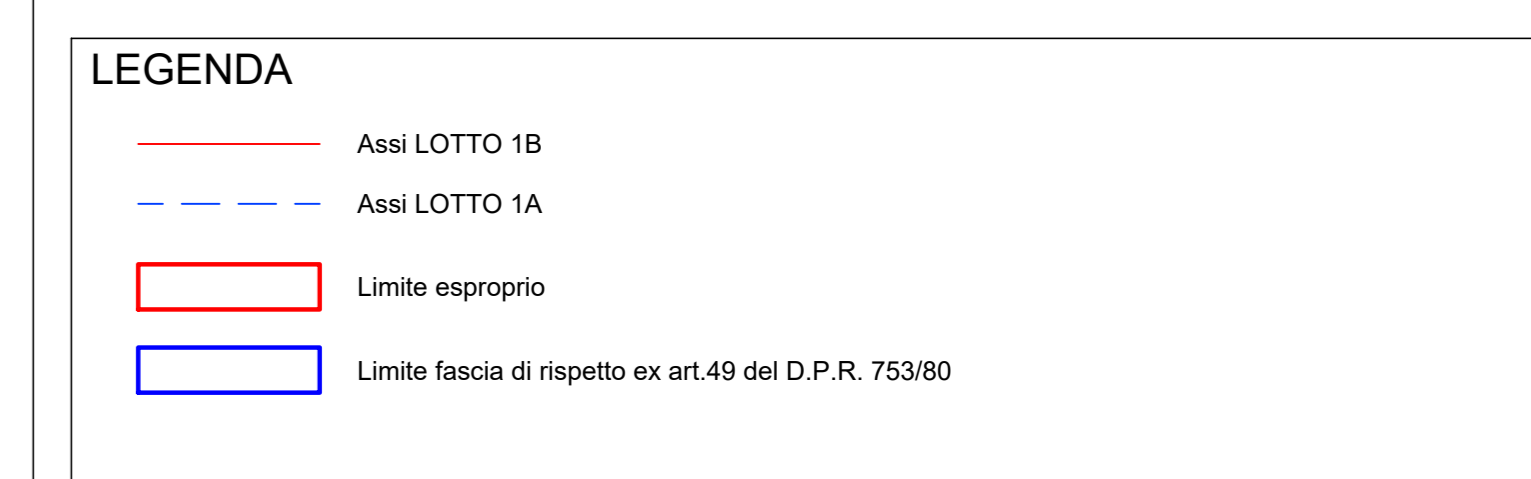 LEGENDA
Assi LOTTO 1B
Assi LOTTO 1A
Limite esproprio
Limite fascia di rispetto ex art.49 del D.P.R. 753/80